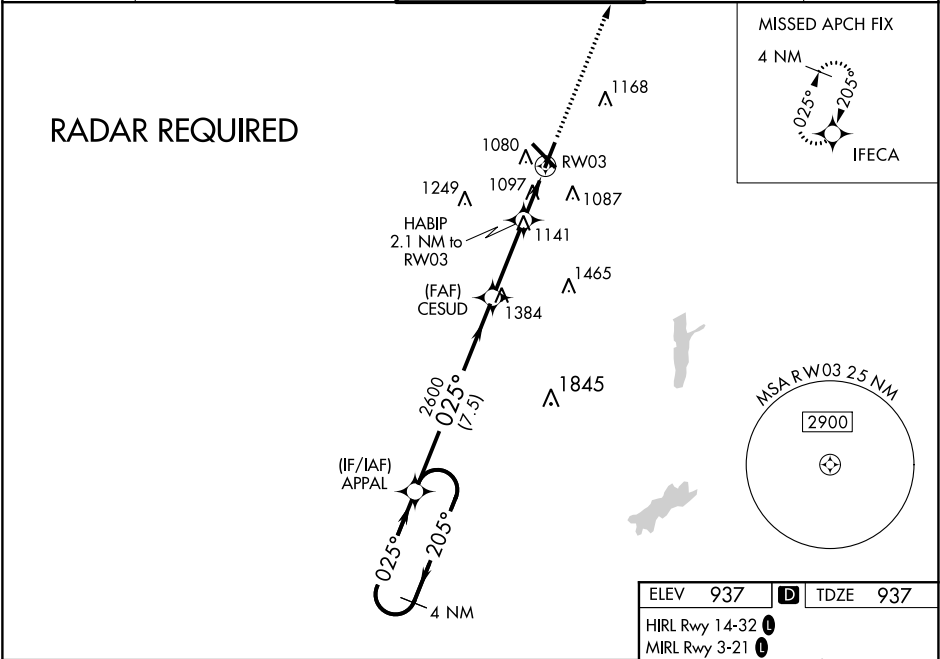 RADAR REQUIRED
MISSED APCH FIX
4 NM
025°
205°
IFECA
1168
1080
RW03
1097
1249
1087
HABIP
2.1 NM to
RW03
1141
1465
(FAF)
CESUD
1384
2600
025°
(7.5)
1845
MSA RW03 25 NM
2900
(IF/IAF)
APPAL
025°
205°
4 NM
ELEV 937 D TDZE 937
HIRL Rwy 14-32 L
MIRL Rwy 3-21 L